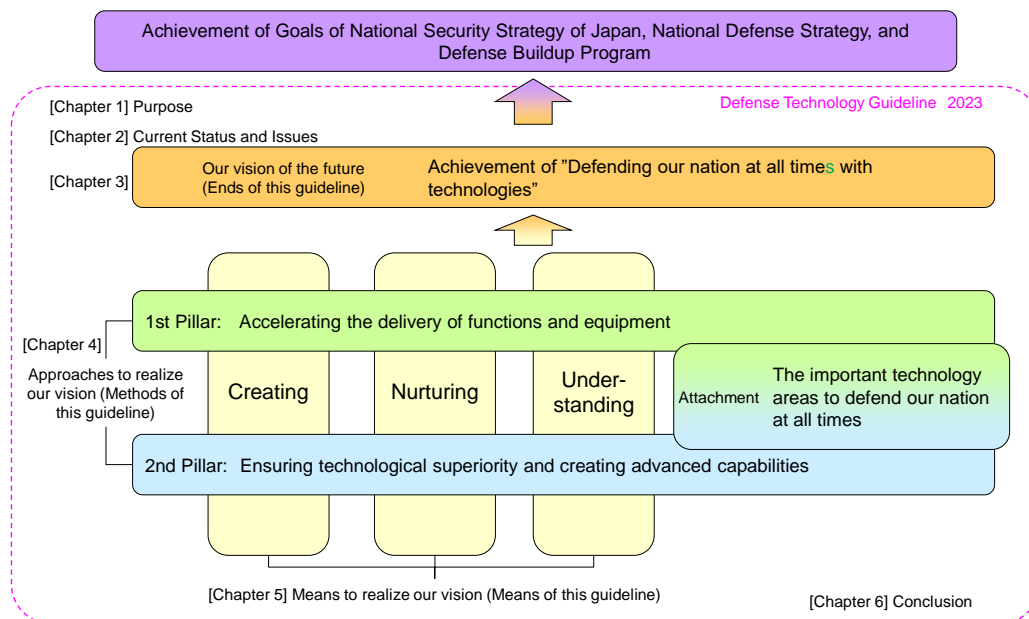 Achievement of Goals of National Security Strategy of Japan, National Defense Strategy, and
Defense Buildup Program
[Chapter 1] Purpose
Defense Technology Guideline 2023
[Chapter 2] Current Status and Issues
[Chapter 3]
Our vision of the future
(Ends of this guideline)
Achievement of ”Defending our nation at all times with
technologies”
1st Pillar: Accelerating the delivery of functions and equipment
[Chapter 4]
Approaches to realize
our vision (Methods of
this guideline)
Creating
Nurturing
Under-
standing
Attachment
The important technology
areas to defend our nation
at all times
2nd Pillar: Ensuring technological superiority and creating advanced capabilities
[Chapter 5] Means to realize our vision (Means of this guideline)
[Chapter 6] Conclusion